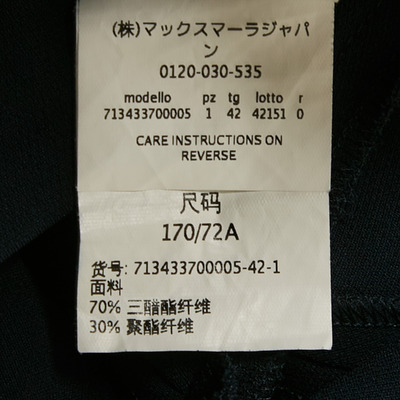 (株)マックスマーラジャパ
ン
0120-030-535
modello pz tg lotto r
713433700005 1 42 42151 0
CARE INSTRUCTIONS ON
REVERSE
尺码
170/72A
货号: 713433700005-42-1
面料
70% 三醋酯纤维
30% 聚酯纤维